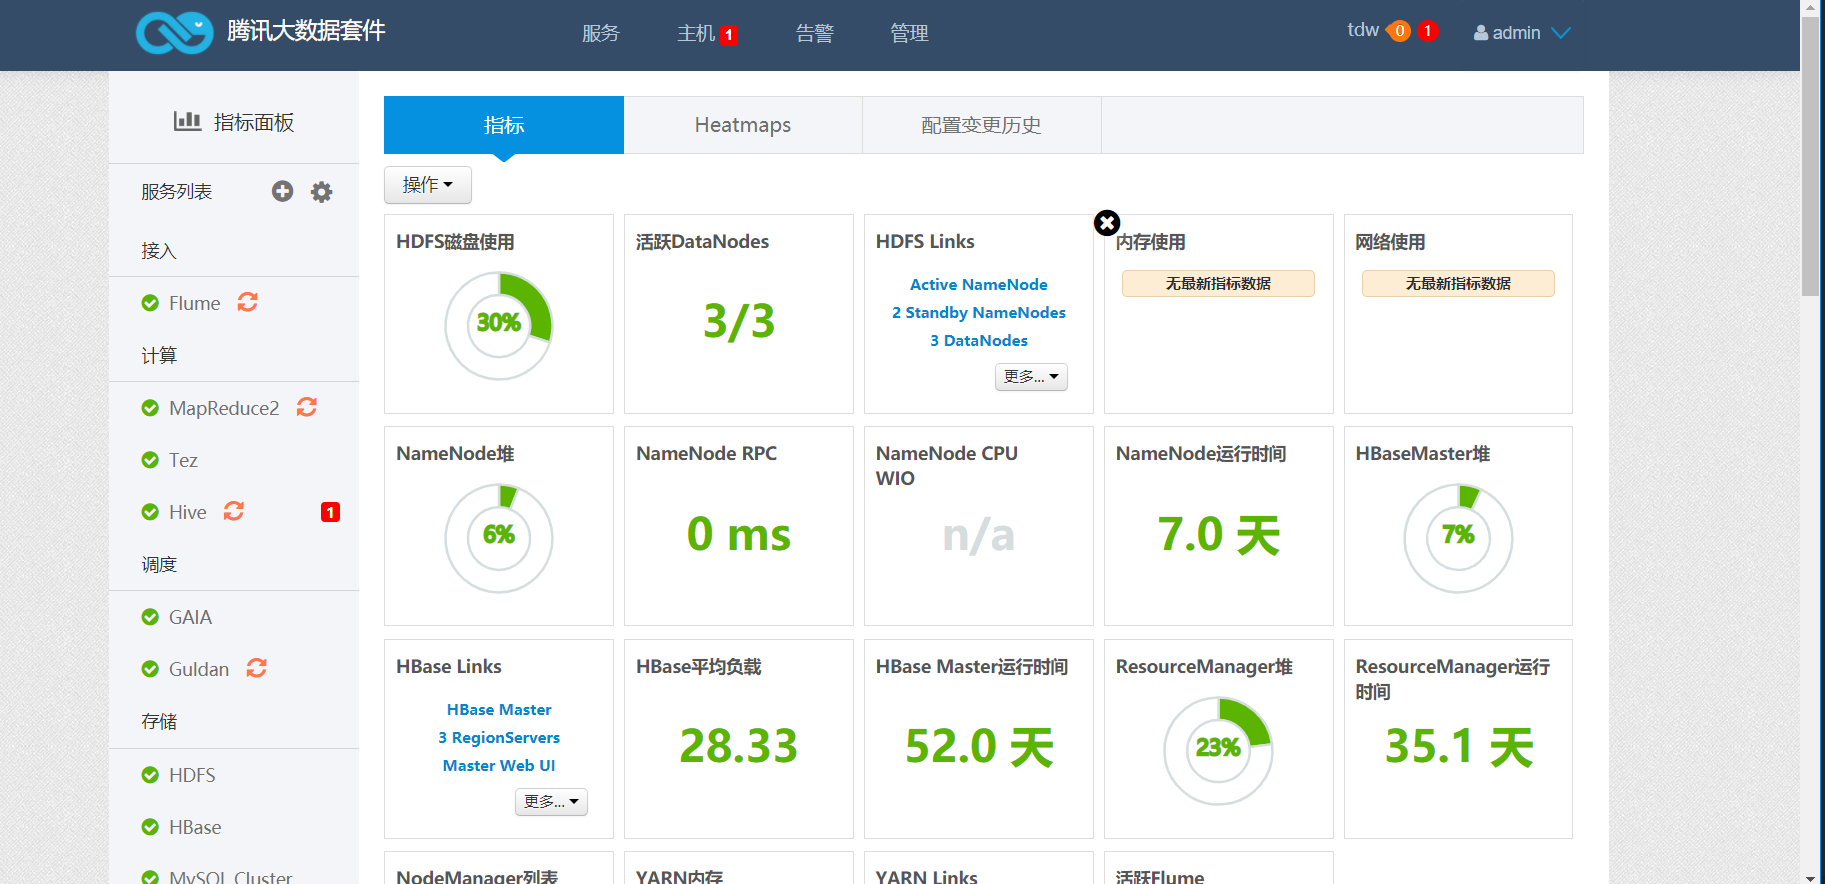 腾讯大数据套件
服务
主机 1
告警
管理
tdw 0 1
admin
指标面板
服务列表
接入
Flume
计算
MapReduce2
Tez
Hive 1
调度
GAIA
Guldan
存储
HDFS
HBase
MySQL Cluster
指标
Heatmaps
配置变更历史
操作
HDFS磁盘使用
30%
活跃DataNodes
3/3
HDFS Links
Active NameNode
2 Standby NameNodes
3 DataNodes
更多...
内存使用
无最新指标数据
网络使用
无最新指标数据
NameNode堆
6%
NameNode RPC
0 ms
NameNode CPU
WIO
n/a
NameNode运行时间
7.0 天
HBaseMaster堆
7%
HBase Links
HBase Master
3 RegionServers
Master Web UI
更多...
HBase平均负载
28.33
HBase Master运行时间
52.0 天
ResourceManager堆
23%
ResourceManager运行
时间
35.1 天
NodeManager列表
YARN内存
YARN Links
活跃Flume